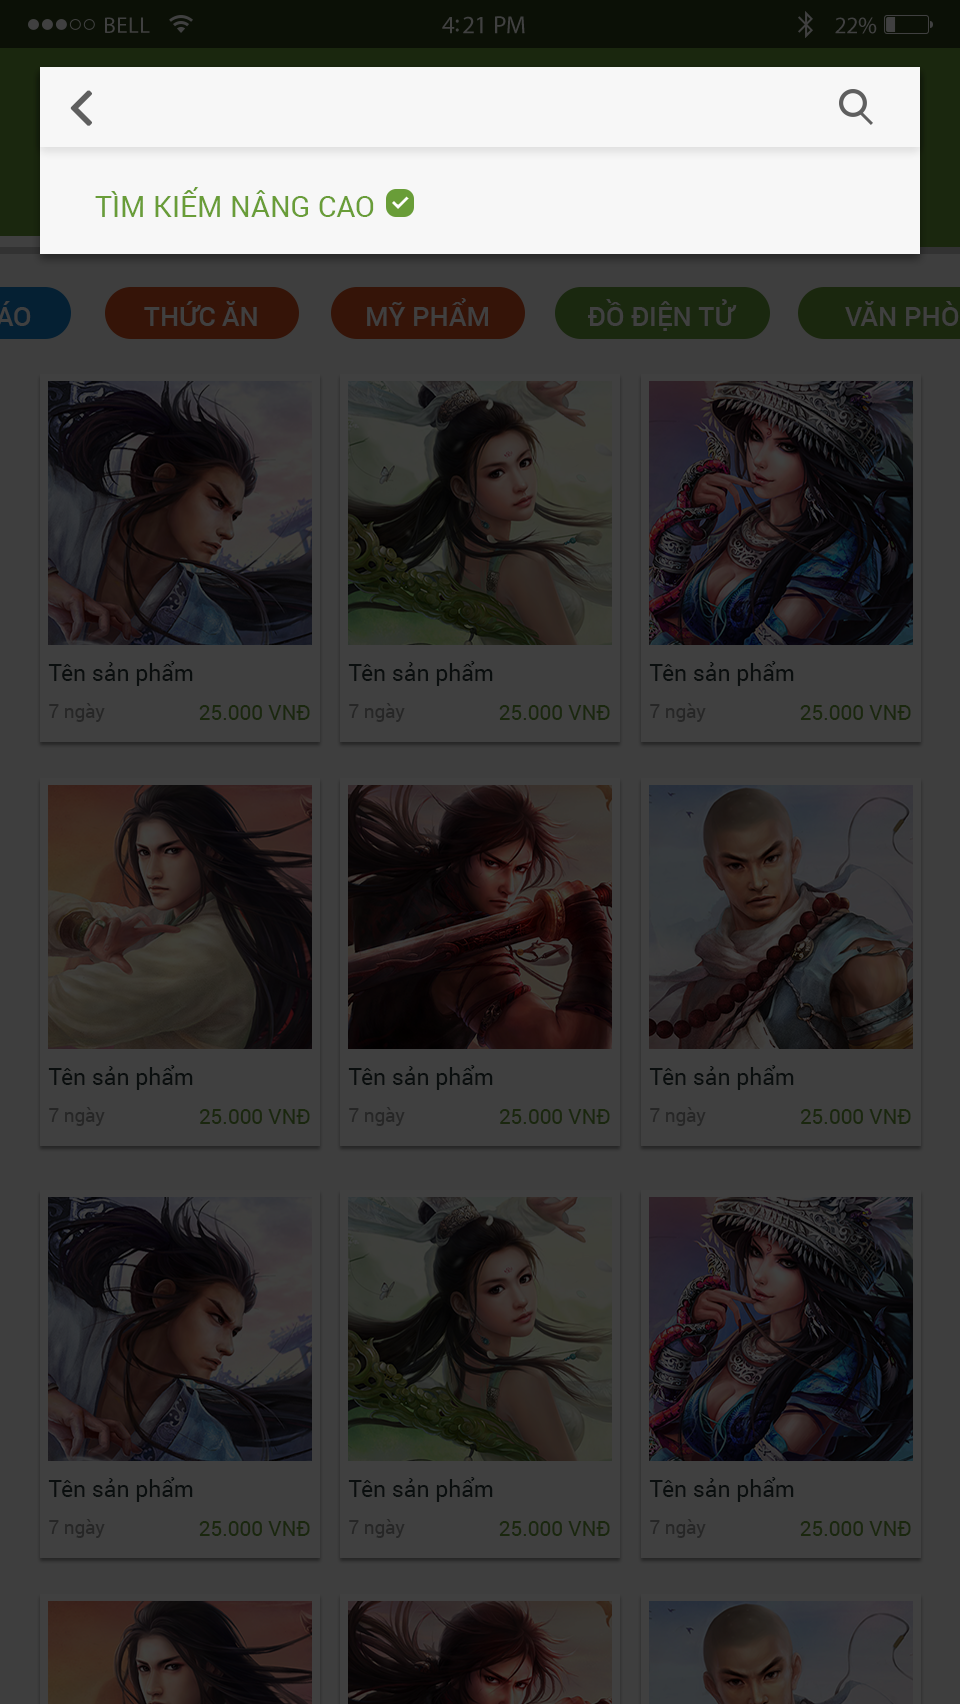 BELL 4:21 PM 22%
TÌM KIẾM NÂNG CAO
ÁO THỨC ĂN MỸ PHẨM ĐỒ ĐIỆN TỬ VĂN PHÒ
Tên sản phẩm Tên sản phẩm Tên sản phẩm
7 ngày 25.000 VNĐ 7 ngày 25.000 VNĐ 7 ngày 25.000 VNĐ
Tên sản phẩm Tên sản phẩm Tên sản phẩm
7 ngày 25.000 VNĐ 7 ngày 25.000 VNĐ 7 ngày 25.000 VNĐ
Tên sản phẩm Tên sản phẩm Tên sản phẩm
7 ngày 25.000 VNĐ 7 ngày 25.000 VNĐ 7 ngày 25.000 VNĐ